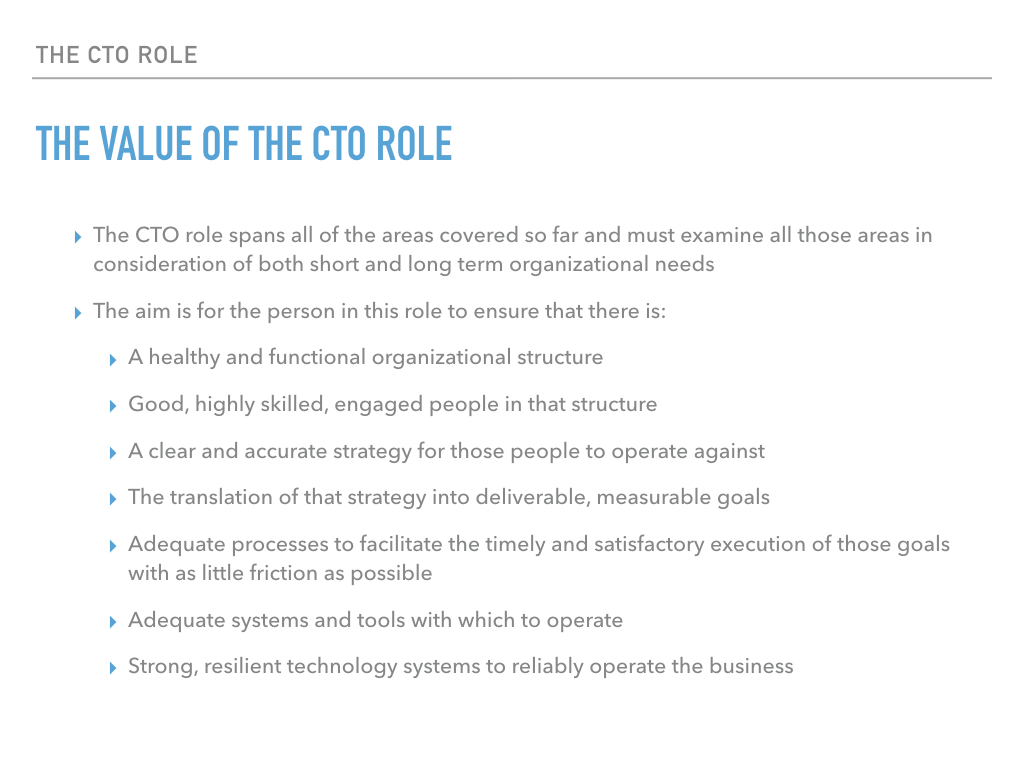 THE CTO ROLE
THE VALUE OF THE CTO ROLE
The CTO role spans all of the areas covered so far and must examine all those areas in
consideration of both short and long term organizational needs
The aim is for the person in this role to ensure that there is:
A healthy and functional organizational structure
Good, highly skilled, engaged people in that structure
A clear and accurate strategy for those people to operate against
The translation of that strategy into deliverable, measurable goals
Adequate processes to facilitate the timely and satisfactory execution of those goals
with as little friction as possible
Adequate systems and tools with which to operate
Strong, resilient technology systems to reliably operate the business